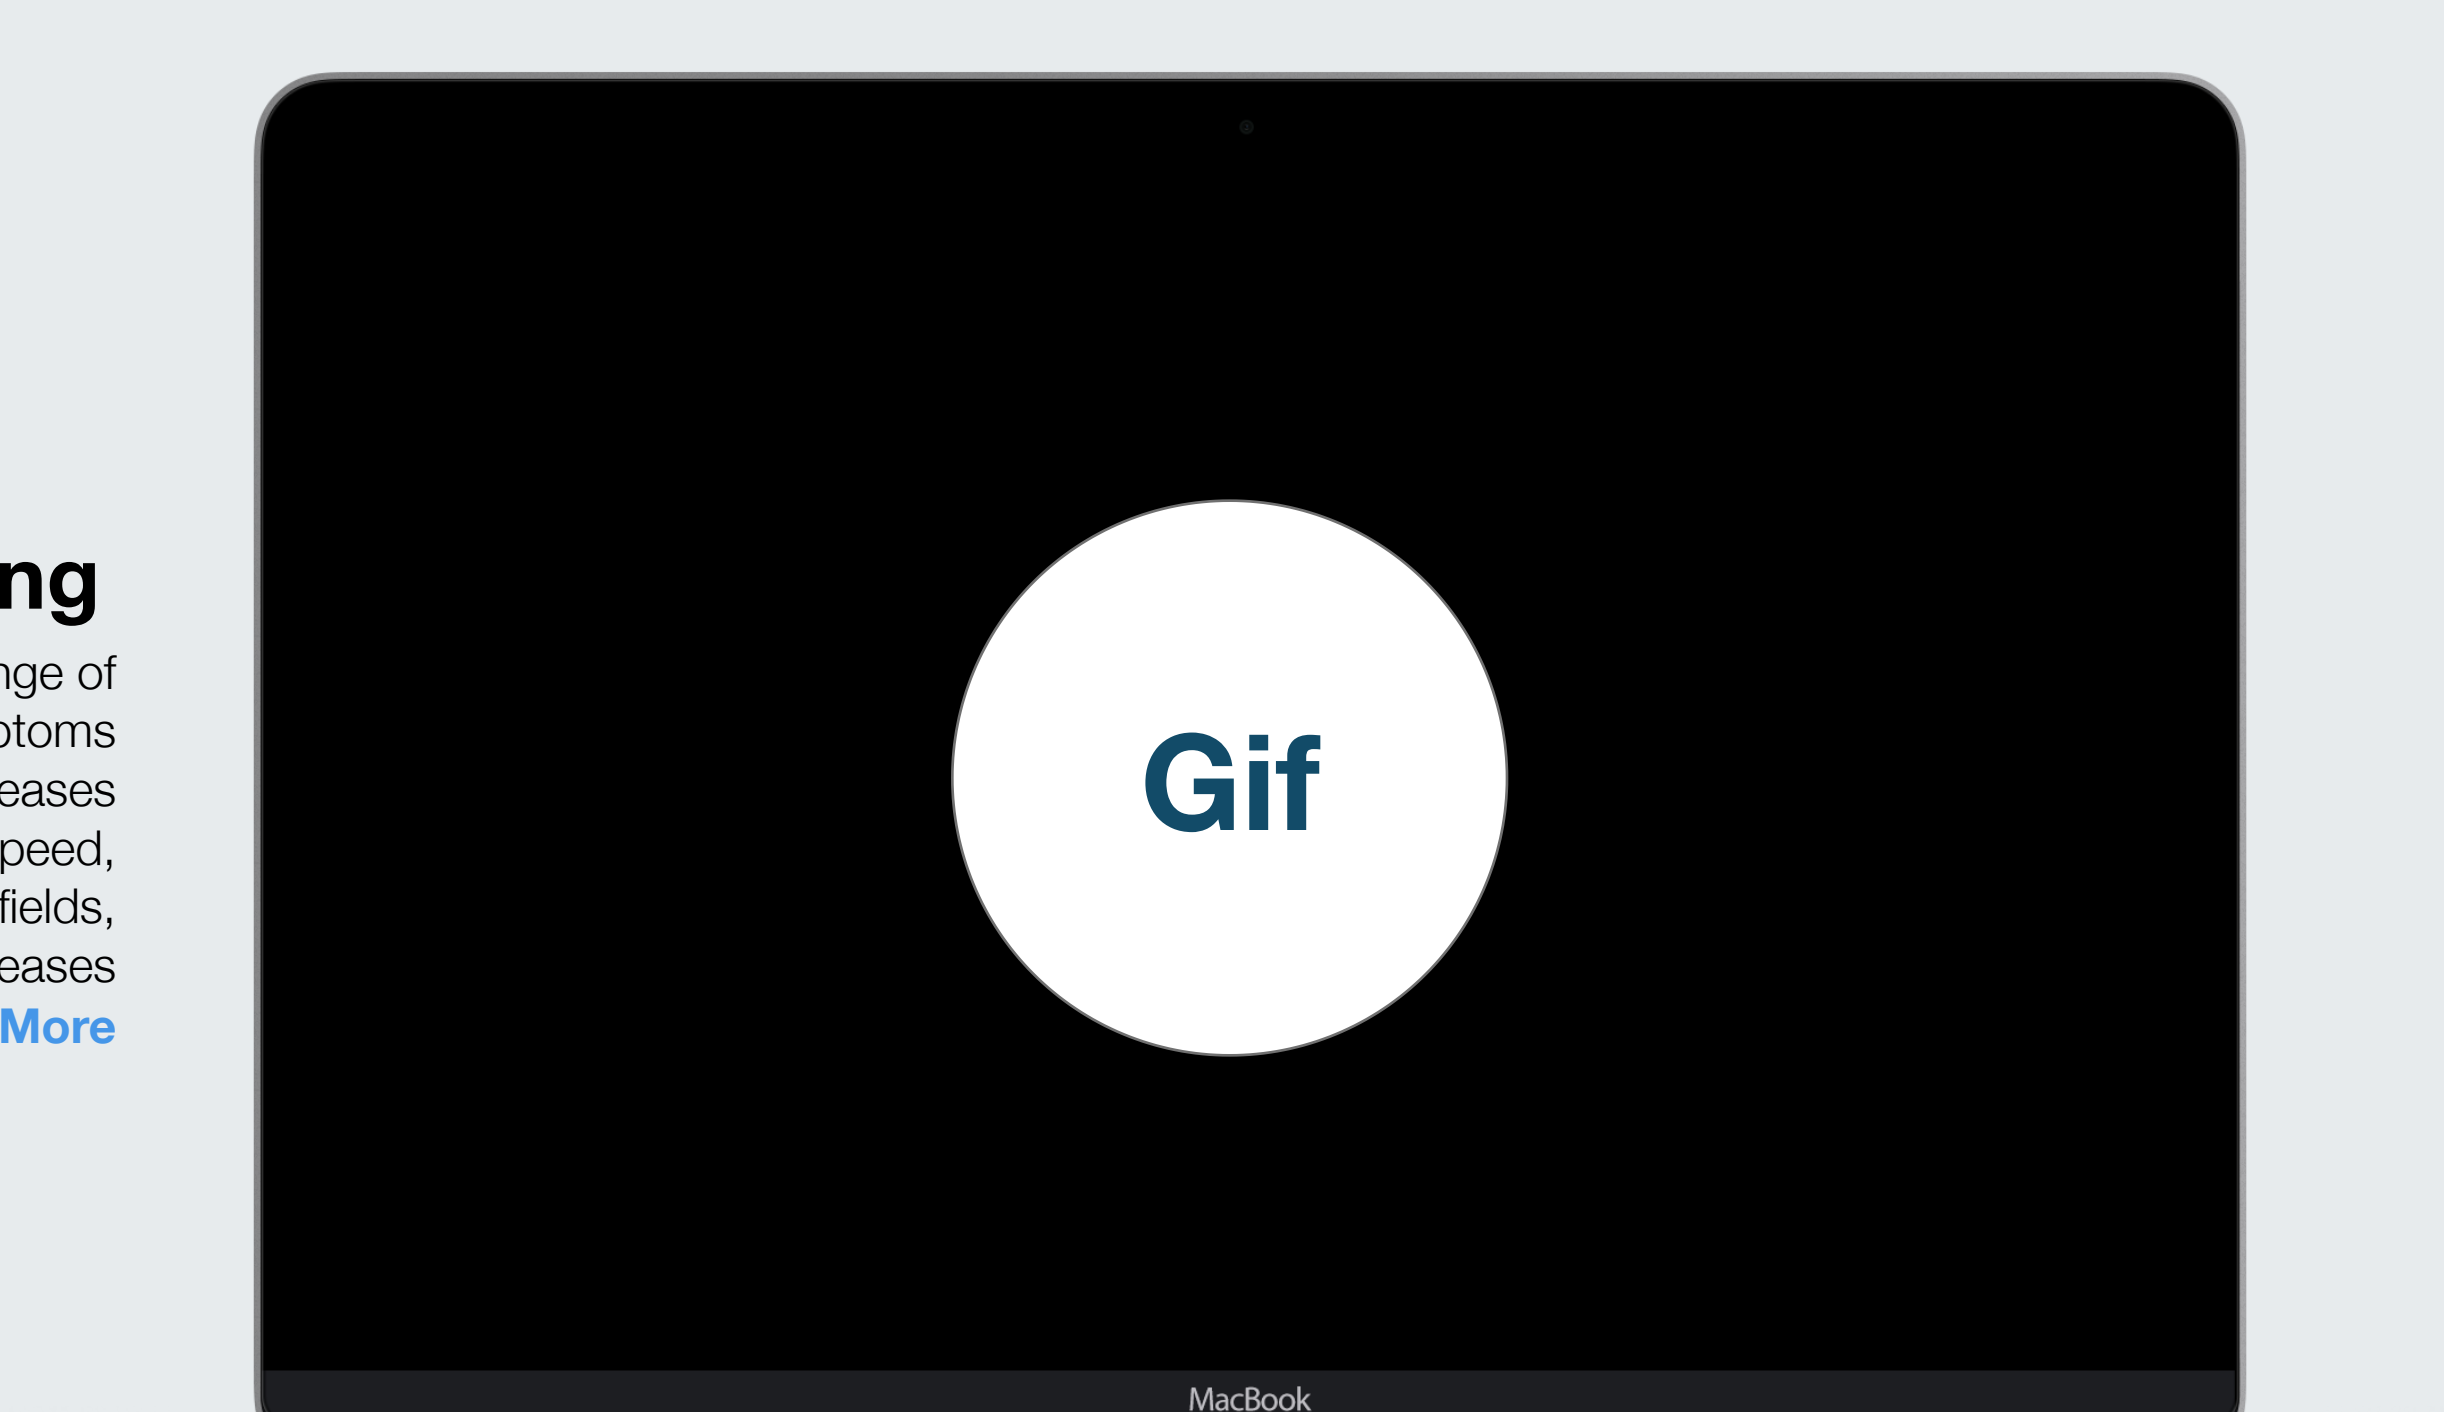 ng
nge of
ptoms
eases
peed,
fields,
eases
More
Gif
MacBook